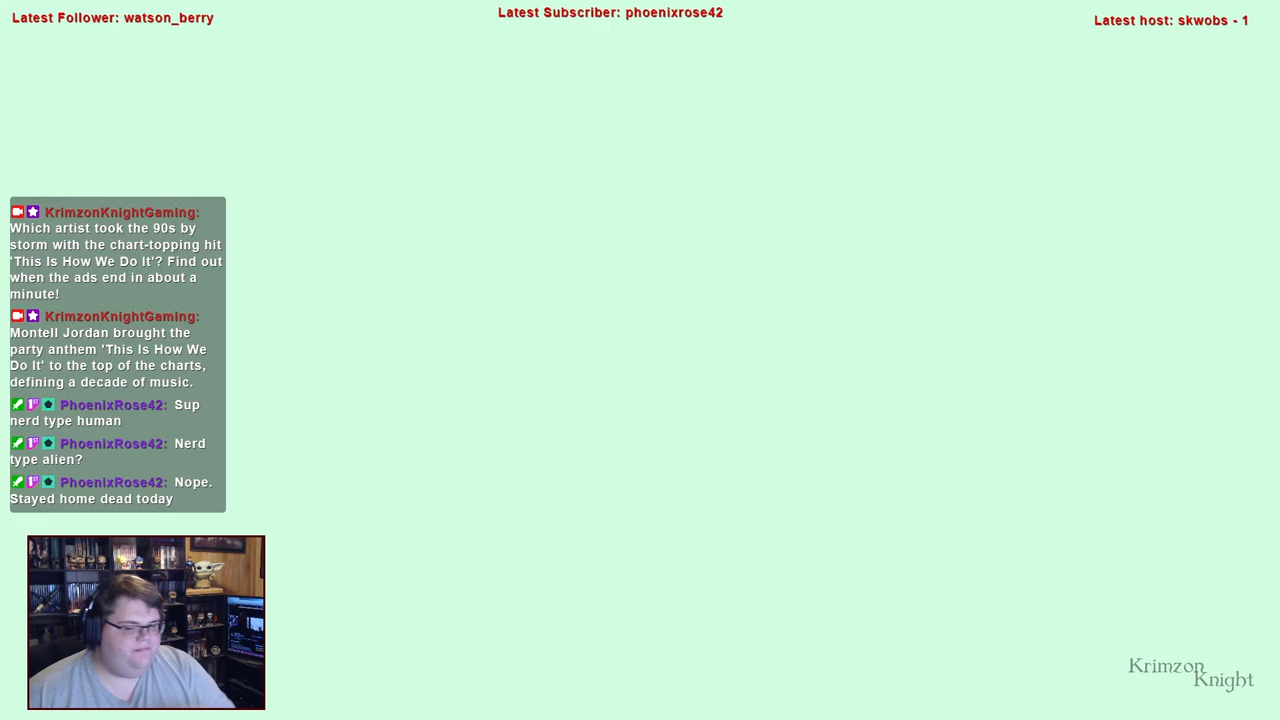 Latest Follower: watson_berry
Latest Subscriber: phoenixrose42
Latest host: skwobs - 1
KrimzonKnightGaming:
Which artist took the 90s by
storm with the chart-topping hit
'This Is How We Do It'? Find out
when the ads end in about a
minute!
KrimzonKnightGaming:
Montell Jordan brought the
party anthem 'This Is How We
Do It' to the top of the charts,
defining a decade of music.
PhoenixRose42: Sup
nerd type human
PhoenixRose42: Nerd
type alien?
PhoenixRose42: Nope.
Stayed home dead today
Krimzon
Knight